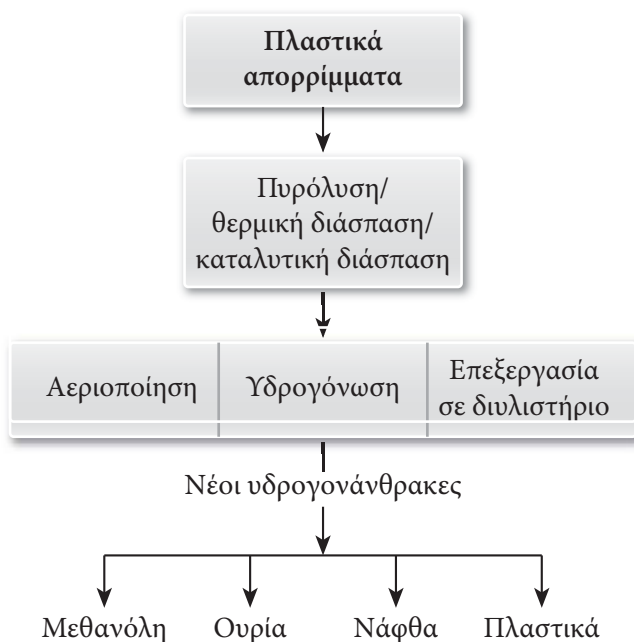 Πλαστικά
απορρίμματα
Πυρόλυση/
θερμική διάσπαση/
καταλυτική διάσπαση
Αεριοποίηση
Υδρογόνωση
Επεξεργασία
σε διυλιστήριο
Νέοι υδρογονάνθρακες
Μεθανόλη
Ουρία
Νάφθα
Πλαστικά